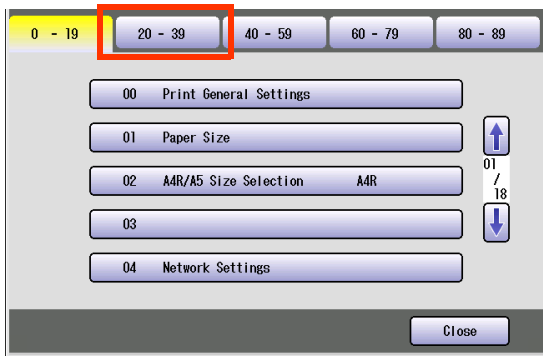 0 - 19 20 - 39 40 - 59 60 - 79 80 - 89
00 Print General Settings
01 Paper Size
02 A4R/A5 Size Selection A4R
03
04 Network Settings
01
/
18
Close